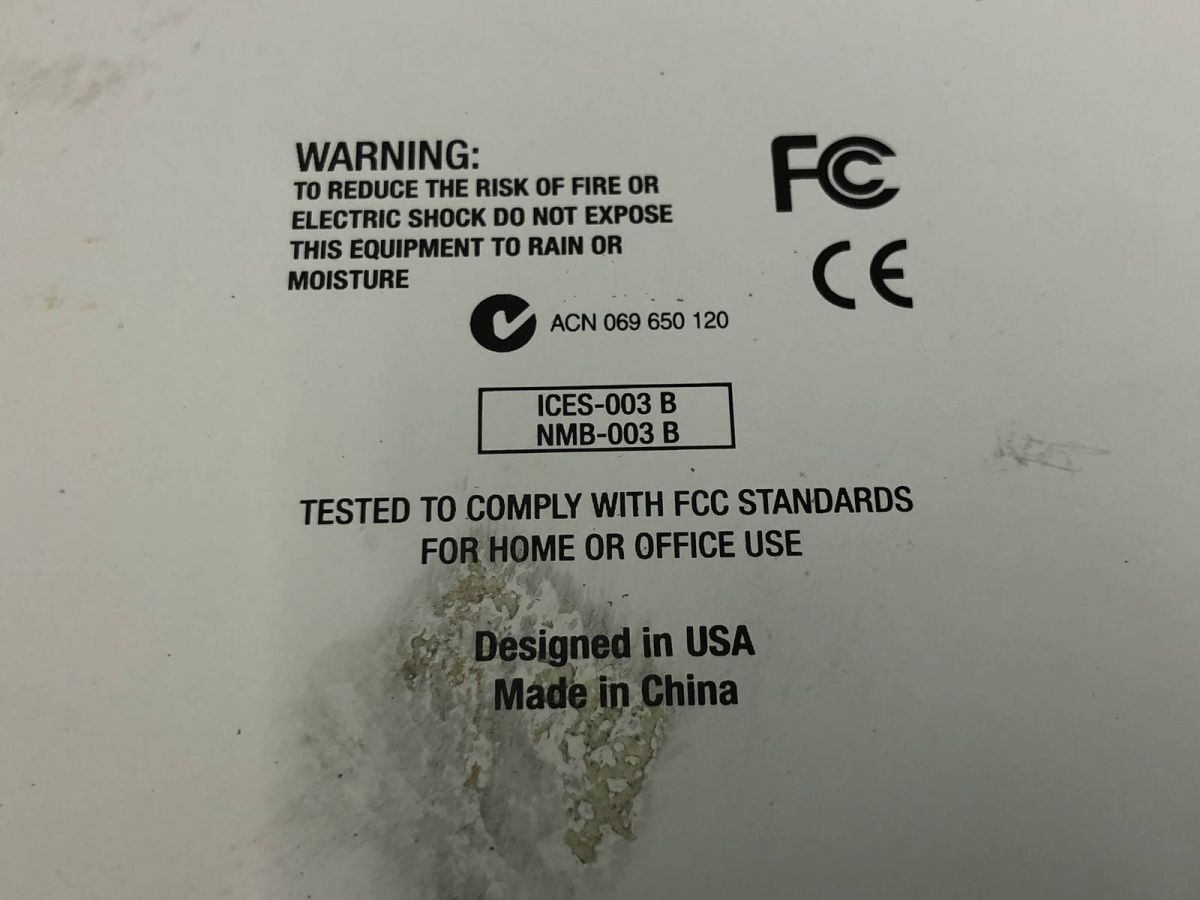 WARNING:
TO REDUCE THE RISK OF FIRE OR
ELECTRIC SHOCK DO NOT EXPOSE
THIS EQUIPMENT TO RAIN OR
MOISTURE
FC
CE
ACN 069 650 120
ICES-003 B
NMB-003 B
TESTED TO COMPLY WITH FCC STANDARDS
FOR HOME OR OFFICE USE
Designed in USA
Made in China